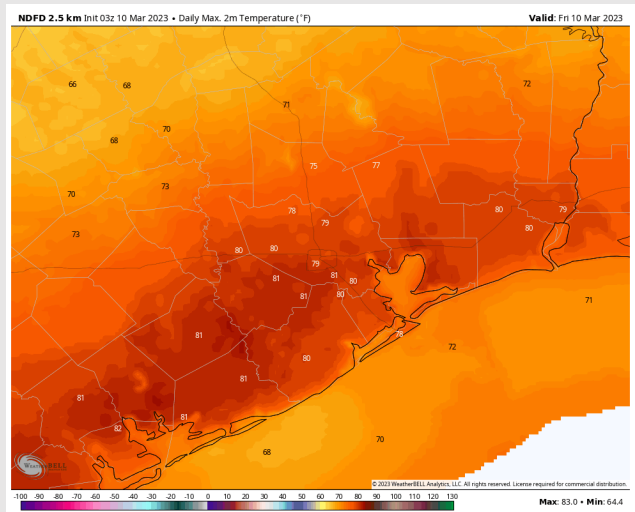 NDFD 2.5 km Init 03z 10 Mar 2023 • Daily Max. 2m Temperature (°F) Valid: Fri 10 Mar 2023
66 68 72
71
70
68
75 77
73
70
78 80 79
79
73 80
80 80
79
81 81 80
81 80
71
78
81
72
80
81
81
81
82
70
68
WeatherBELL
© 2023 WeatherBELL Analytics, LLC. All rights reserved. License required for commercial distribution.
-100 -90 -80 -70 -60 -50 -40 -30 -20 -10 0 10 20 30 40 50 60 70 80 90 100 110 120 130
Max: 83.0 • Min: 64.4